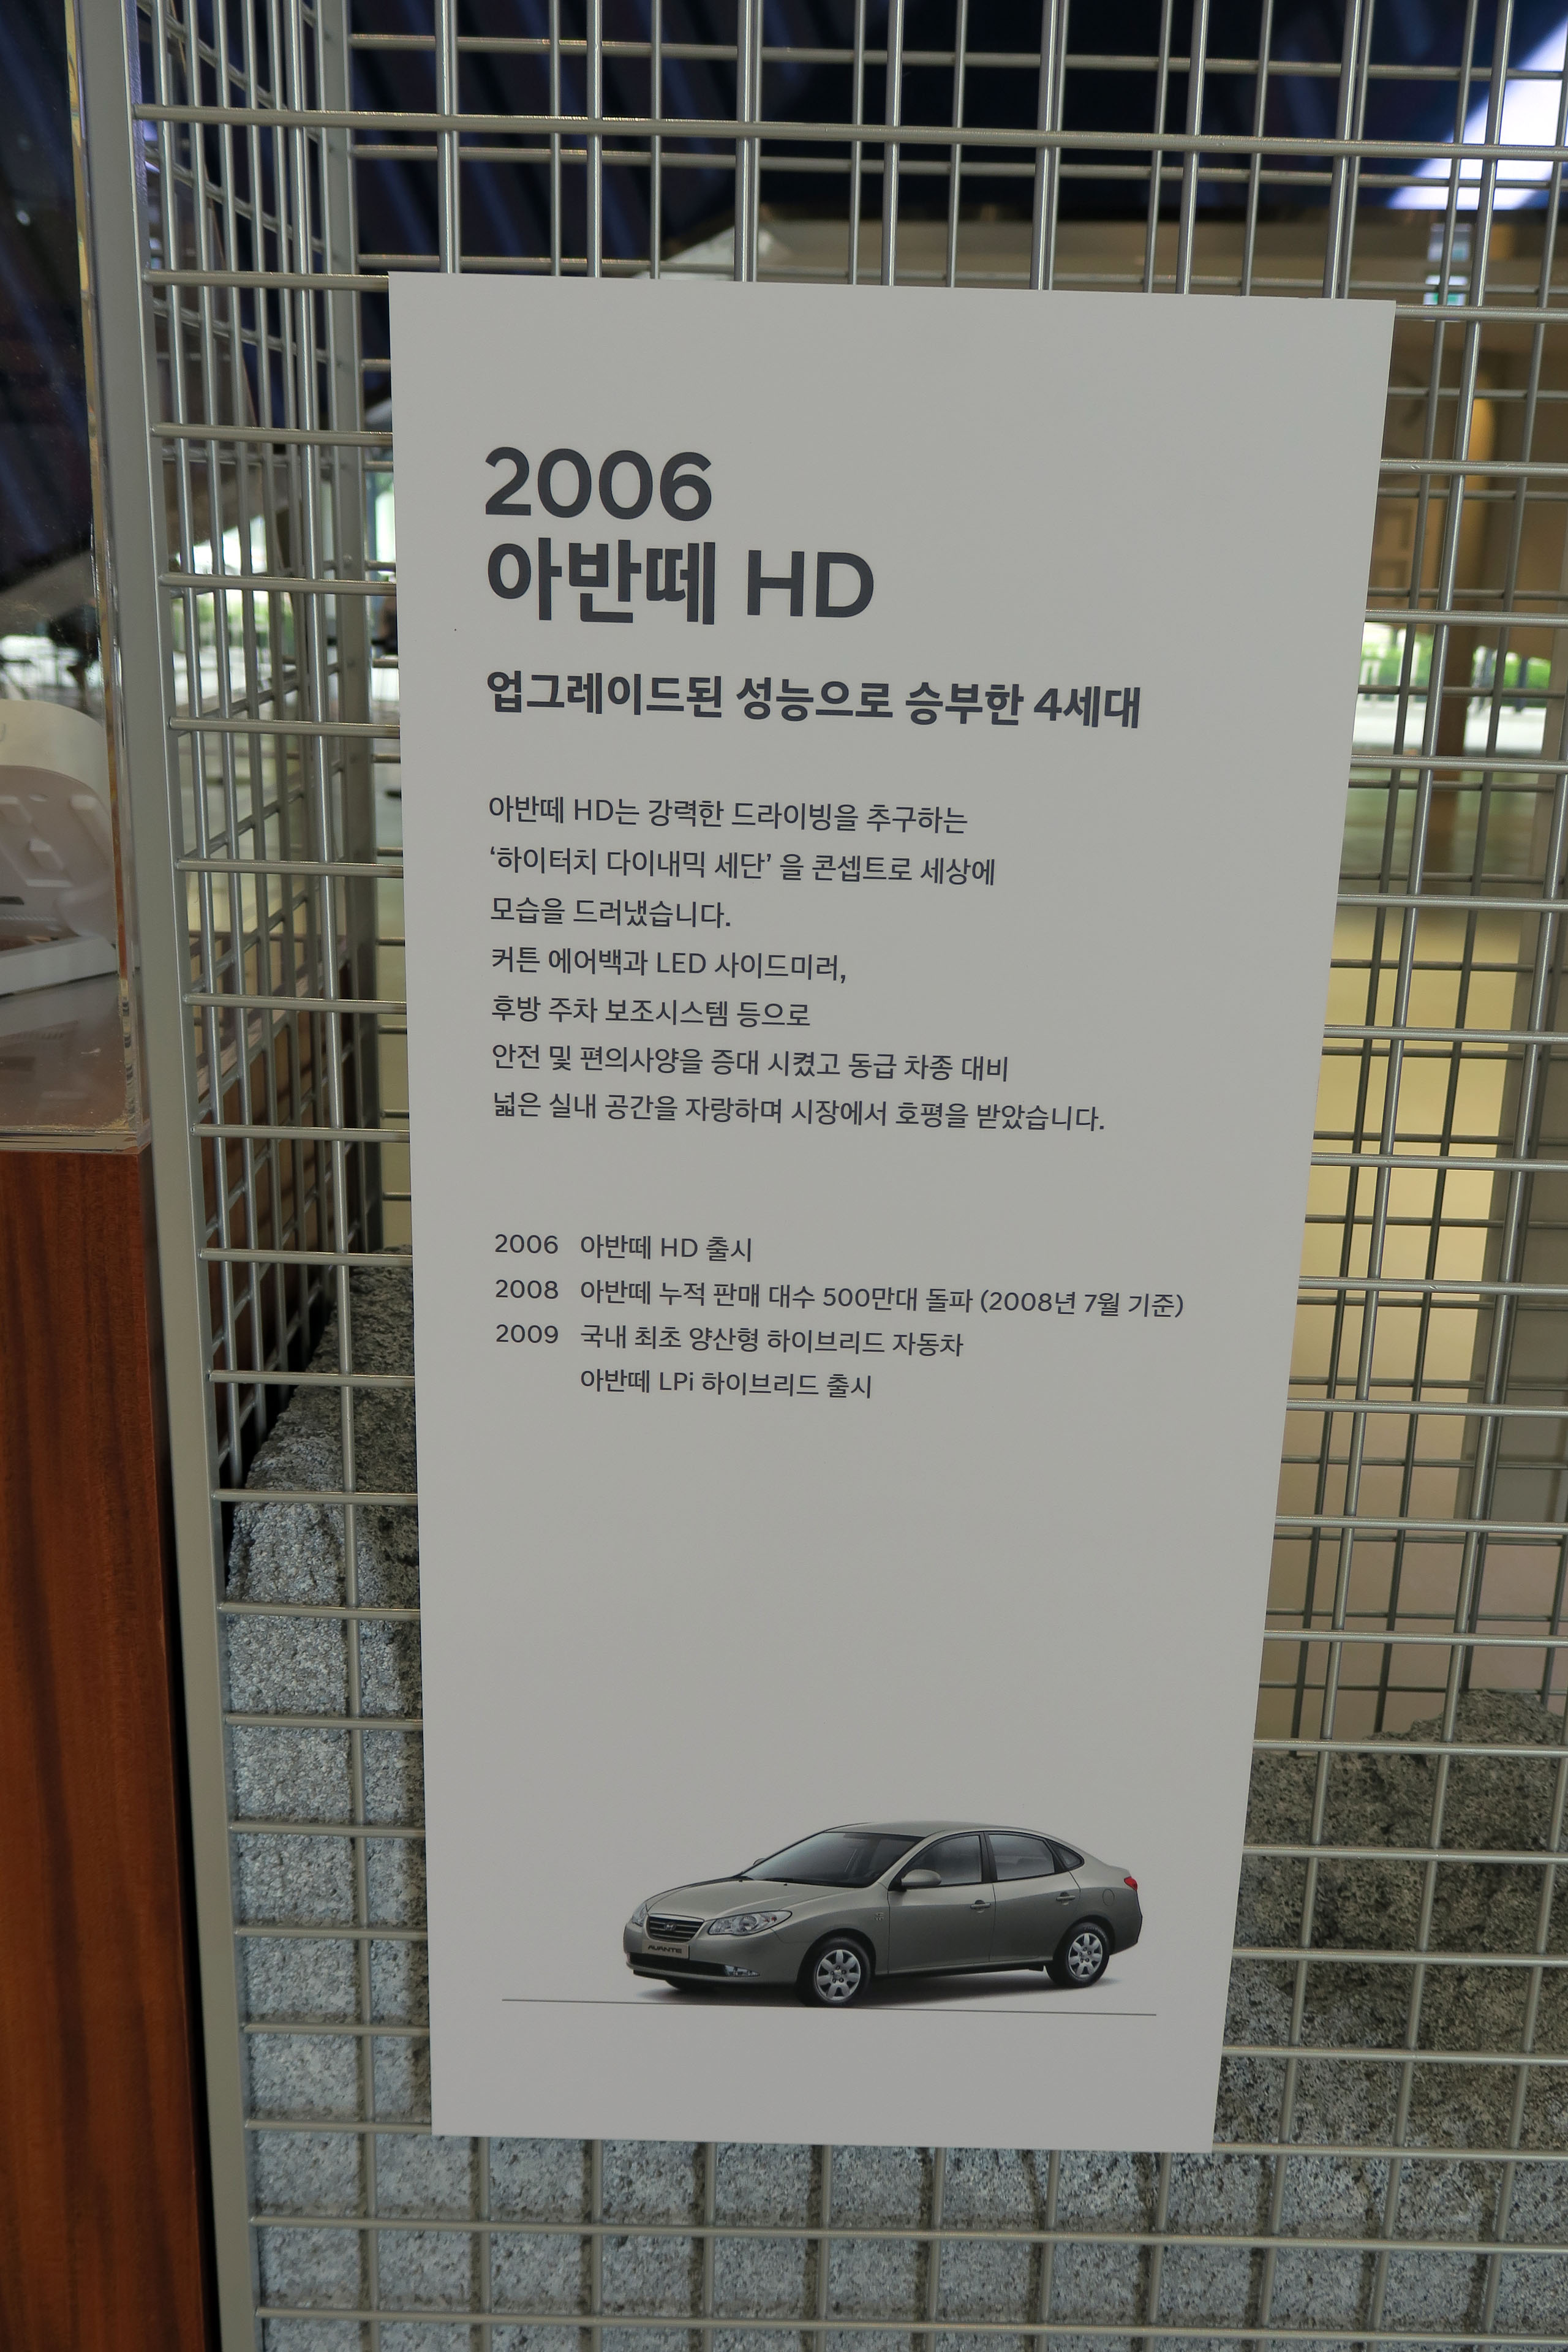 2006
아반떼 HD
업그레이드된 성능으로 승부한 4세대
아반떼 HD는 강력한 드라이빙을 추구하는
‘하이터치 다이내믹 세단’ 을 콘셉트로 세상에
모습을 드러냈습니다.
커튼 에어백과 LED 사이드미러,
후방 주차 보조시스템 등으로
안전 및 편의사양을 증대 시켰고 동급 차종 대비
넓은 실내 공간을 자랑하며 시장에서 호평을 받았습니다.
2006 아반떼 HD 출시
2008 아반떼 누적 판매 대수 500만대 돌파 (2008년 7월 기준)
2009 국내 최초 양산형 하이브리드 자동차
아반떼 LPi 하이브리드 출시
AVANTE